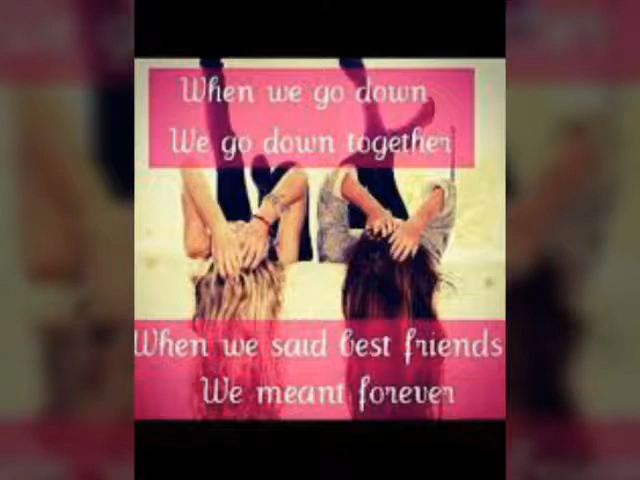 When we go down
We go down together
When we said best friends
We meant forever